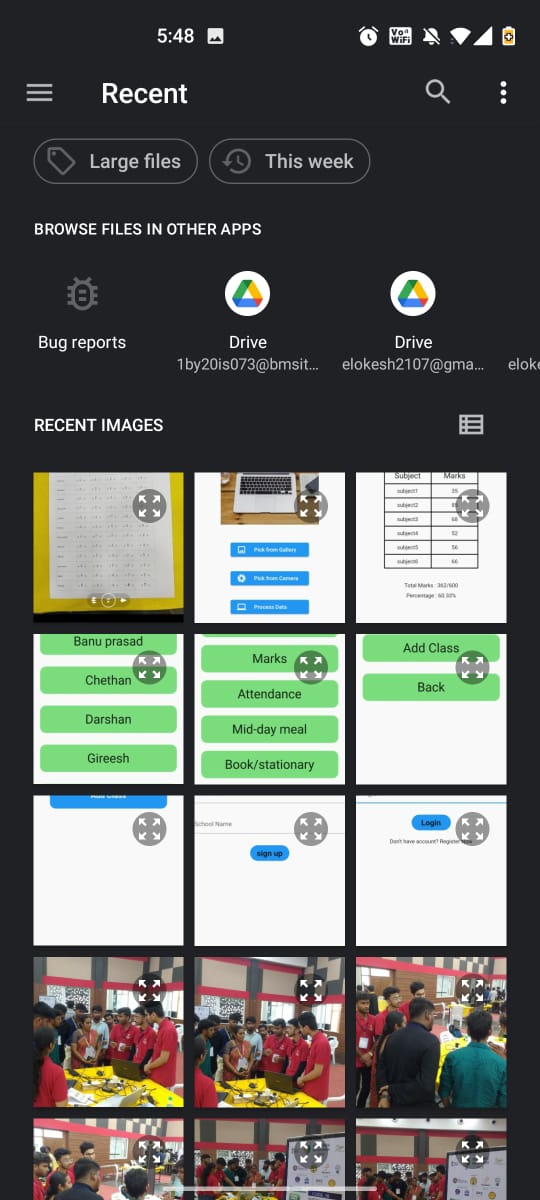 5:48
Vo))
WiFi
Recent
Large files
This week
BROWSE FILES IN OTHER APPS
Bug reports
Drive
Drive
1by20is073@bmsit...
elokesh2107@gma...
elok
RECENT IMAGES
Subject Marks
subject1 35
subject2
subject3 68
subject4 52
subject5 56
subject6 66
Total Marks : 362/600
Percentage : 60.33%
Pick from Gallery
Pick from Camera
Process Data
Banu prasad
Chethan
Darshan
Gireesh
Marks
Attendance
Mid-day meal
Book/stationary
Add Class
Back
Add Class
School Name
sign up
Login
Don't have account? Register Now